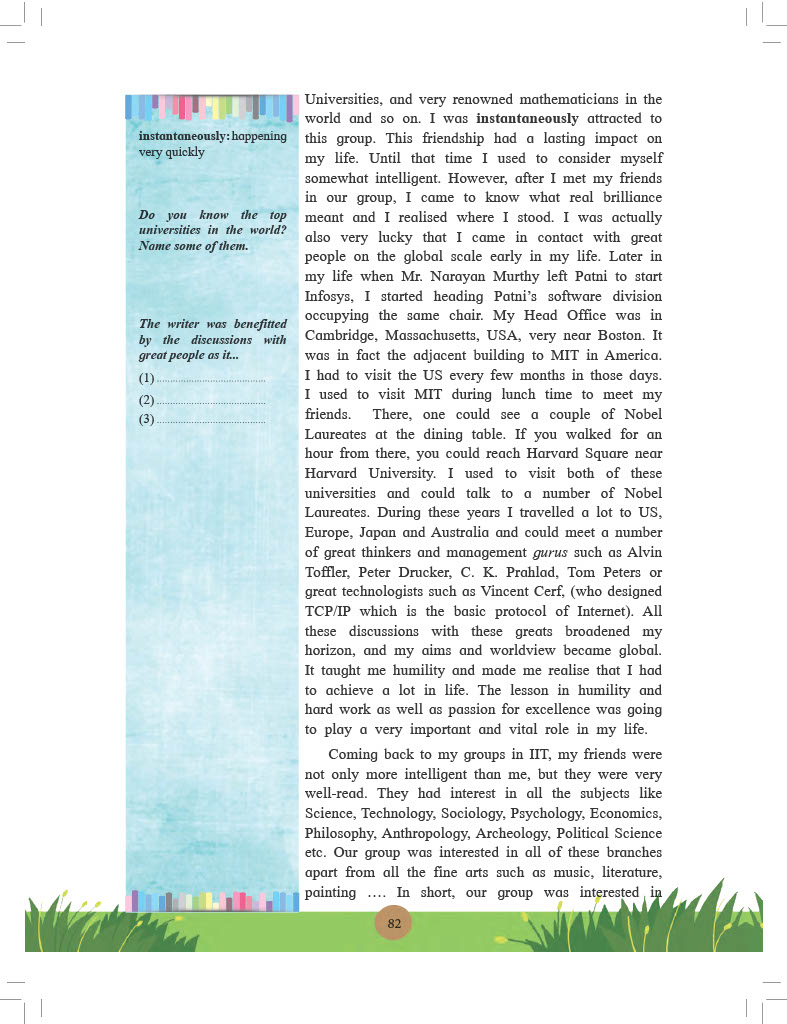 instantaneously: happening
very quickly
Do you know the top
universities in the world?
Name some of them.
The writer was benefitted
by the discussions with
great people as it...
(1) ......................................
(2) ......................................
(3) ......................................
Universities, and very renowned mathematicians in the
world and so on. I was instantaneously attracted to
this group. This friendship had a lasting impact on
my life. Until that time I used to consider myself
somewhat intelligent. However, after I met my friends
in our group, I came to know what real brilliance
meant and I realised where I stood. I was actually
also very lucky that I came in contact with great
people on the global scale early in my life. Later in
my life when Mr. Narayan Murthy left Patni to start
Infosys, I started heading Patni's software division
occupying the same chair. My Head Office was in
Cambridge, Massachusetts, USA, very near Boston. It
was in fact the adjacent building to MIT in America.
I had to visit the US every few months in those days.
I used to visit MIT during lunch time to meet my
friends. There, one could see a couple of Nobel
Laureates at the dining table. If you walked for an
hour from there, you could reach Harvard Square near
Harvard University. I used to visit both of these
universities and could talk to a number of Nobel
Laureates. During these years I travelled a lot to US,
Europe, Japan and Australia and could meet a number
of great thinkers and management gurus such as Alvin
Toffler, Peter Drucker, C. K. Prahlad, Tom Peters or
great technologists such as Vincent Cerf, (who designed
TCP/IP which is the basic protocol of Internet). All
these discussions with these greats broadened my
horizon, and my aims and worldview became global.
It taught me humility and made me realise that I had
to achieve a lot in life. The lesson in humility and
hard work as well as passion for excellence was going
to play a very important and vital role in my life.
Coming back to my groups in IIT, my friends were
not only more intelligent than me, but they were very
well-read. They had interest in all the subjects like
Science, Technology, Sociology, Psychology, Economics,
Philosophy, Anthropology, Archeology, Political Science
etc. Our group was interested in all of these branches
apart from all the fine arts such as music, literature,
painting .... In short, our group was interested in
82